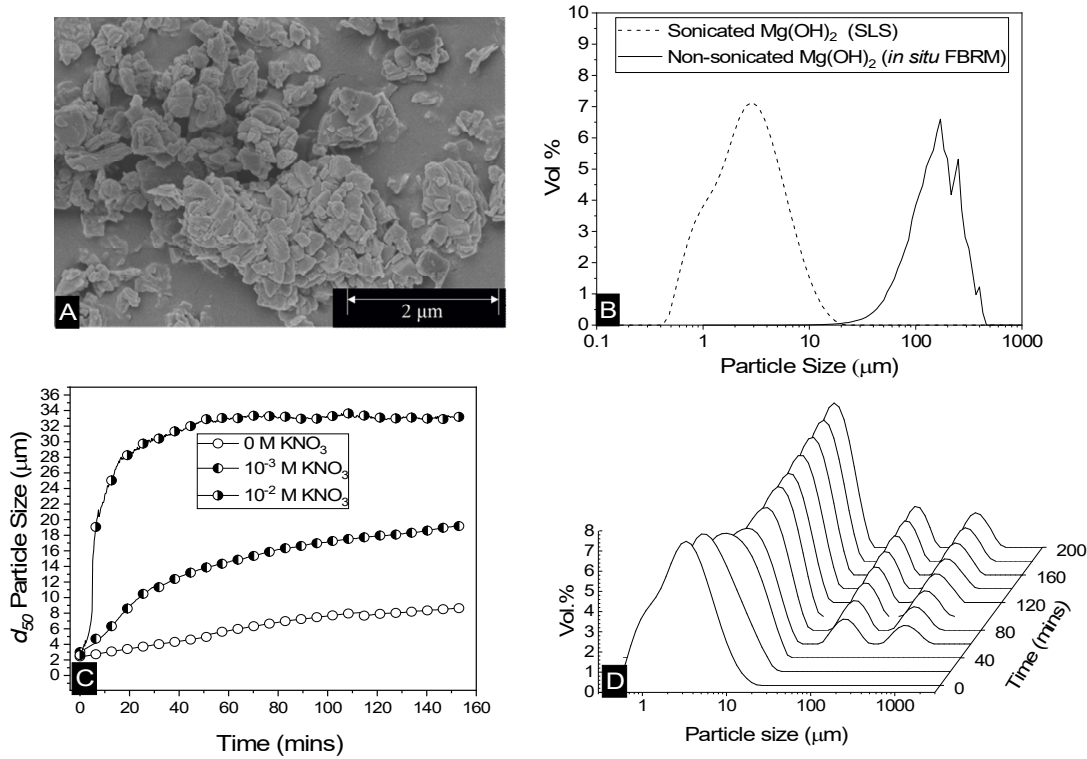 A
2 μm
10
9
8
7
6
5
4
3
2
1
0
Vol %
Sonicated Mg(OH)₂ (SLS)
Non-sonicated Mg(OH)₂ (in situ FBRM)
B
0.1 1 10 100 1000
Particle Size (μm)
36
34
32
30
28
26
24
22
20
18
16
14
12
10
8
6
4
2
0
d₅₀ Particle Size (μm)
0 M KNO₃
10⁻³ M KNO₃
10⁻² M KNO₃
C
0 20 40 60 80 100 120 140 160
Time (mins)
8
7
6
5
4
3
2
1
0
Vol.%
D
1 10 100 1000
Particle size (μm)
200
160
120
80
40
0
Time (mins)